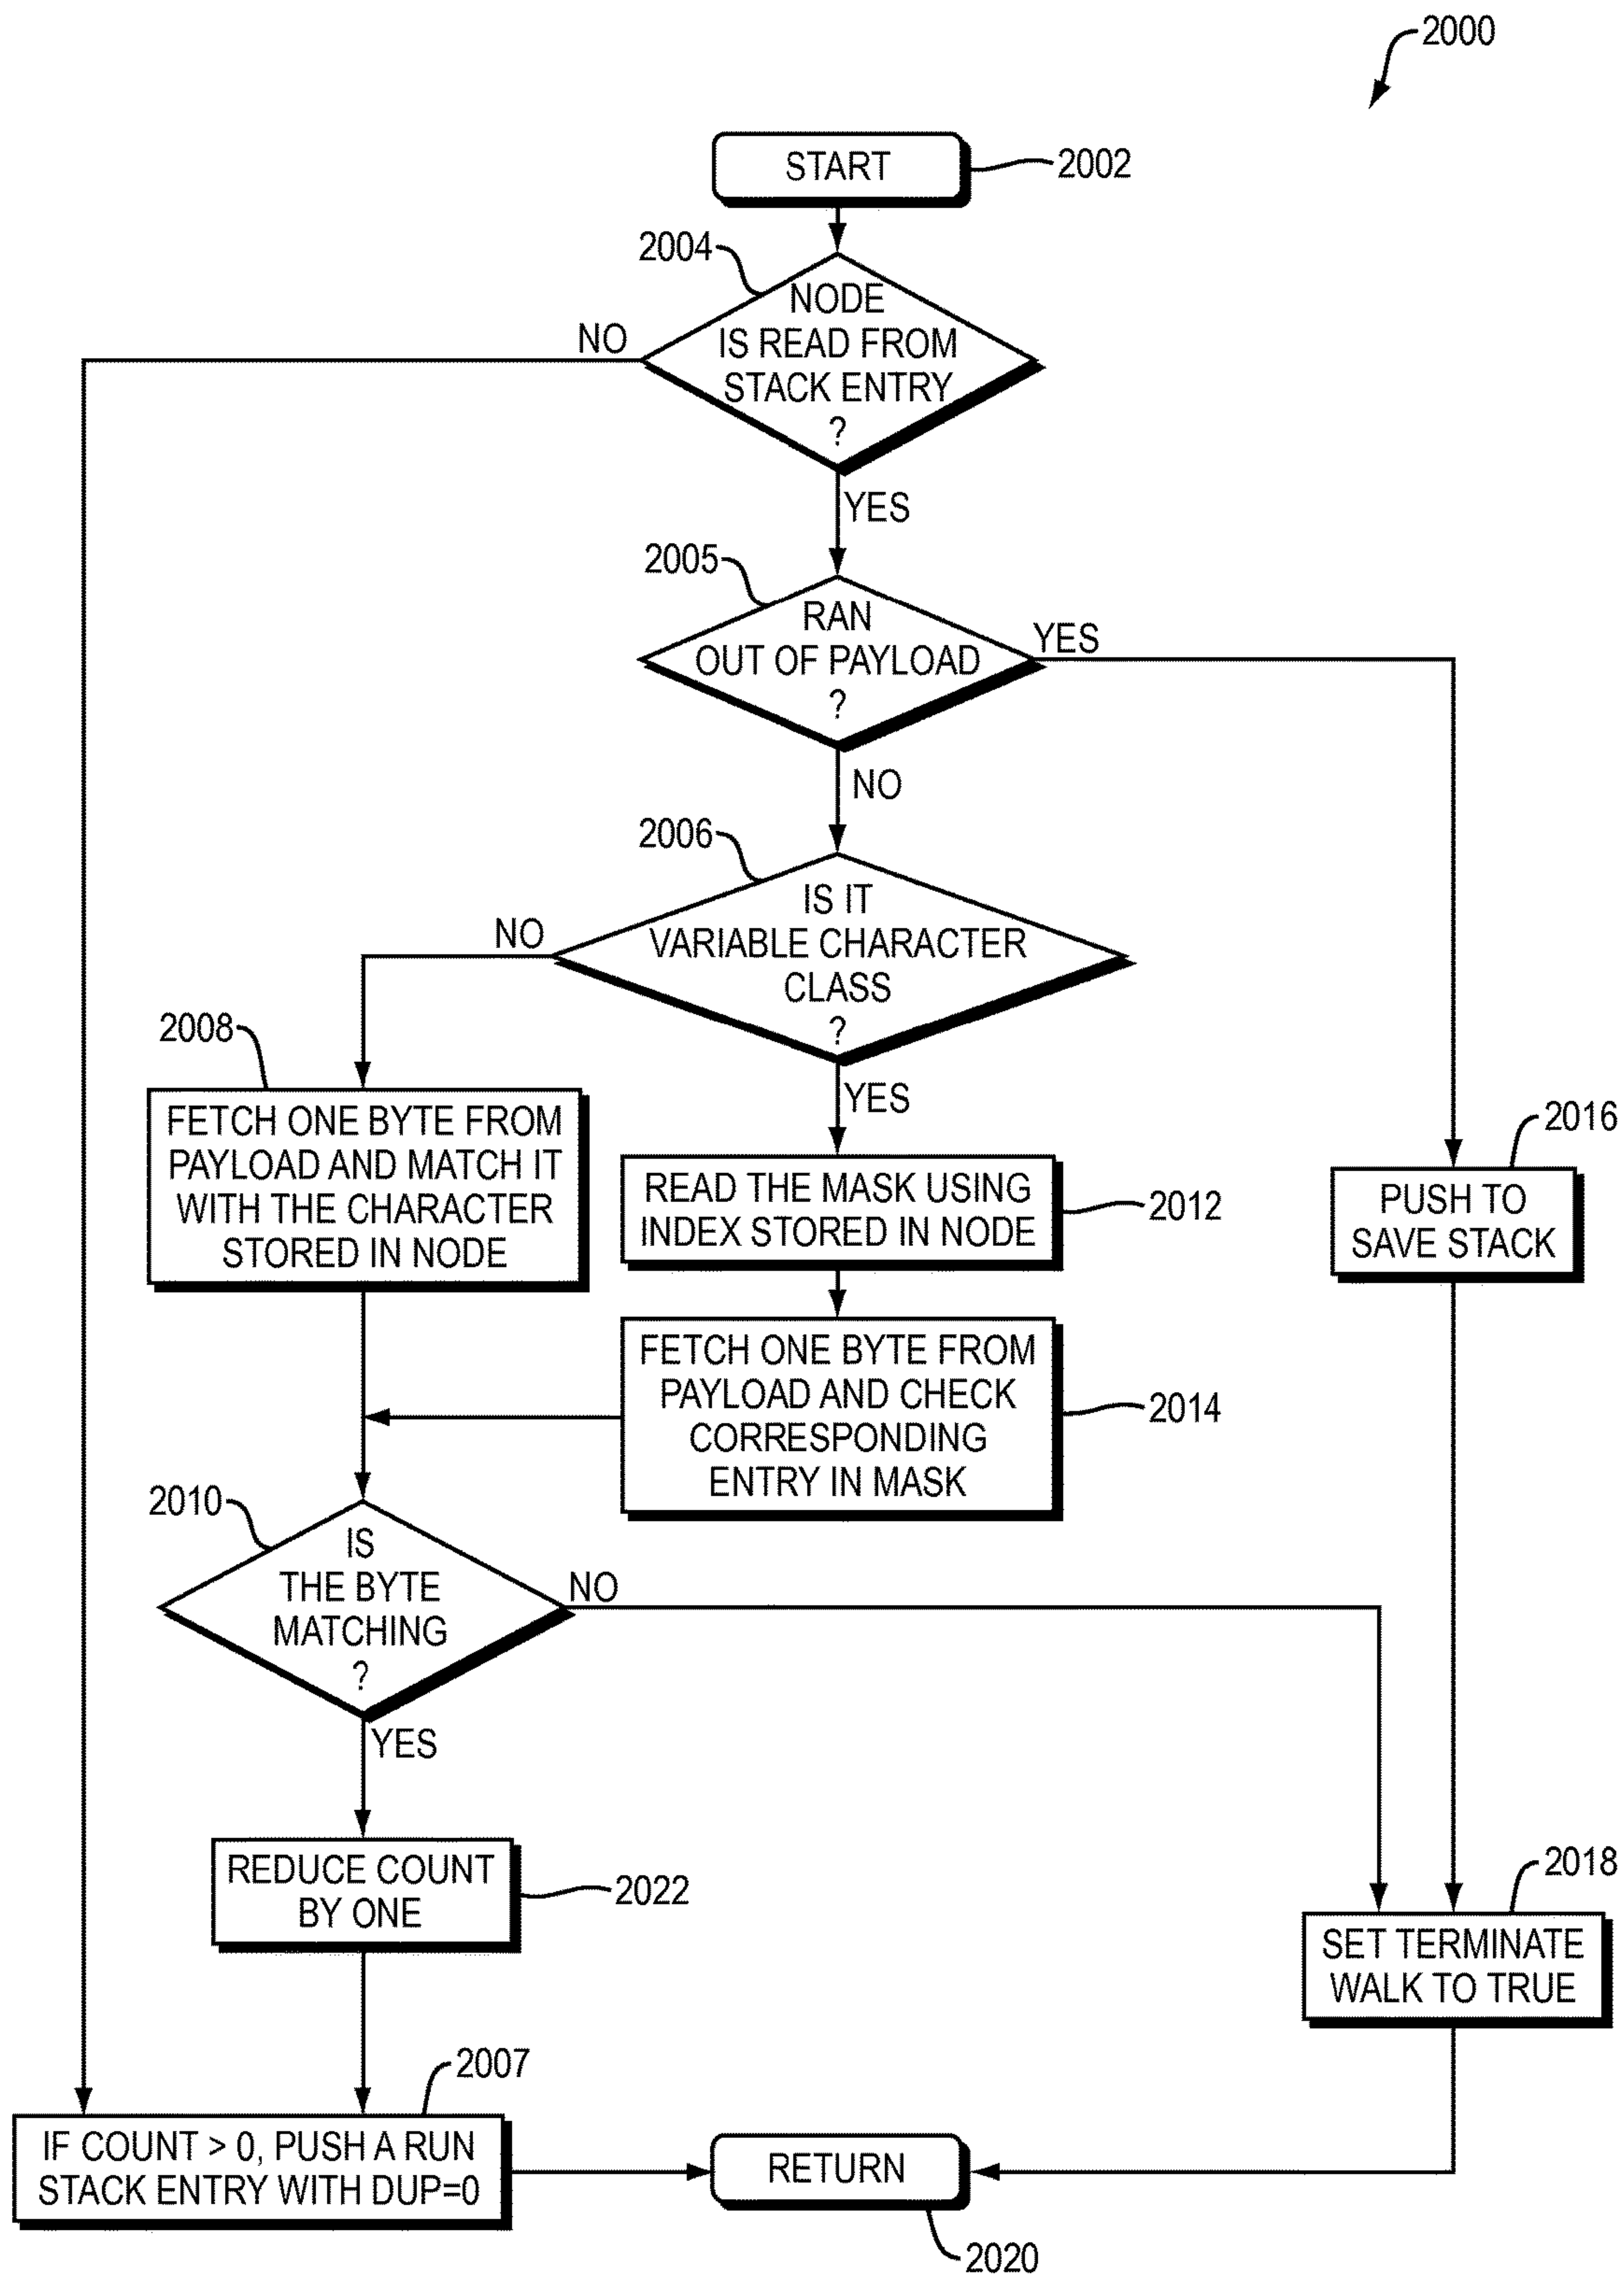 2000
START
2002
2004
NODE
IS READ FROM
STACK ENTRY
?
NO
YES
2005
RAN
OUT OF PAYLOAD
?
YES
NO
2006
IS IT
VARIABLE CHARACTER
CLASS
?
NO
YES
2008
FETCH ONE BYTE FROM
PAYLOAD AND MATCH IT
WITH THE CHARACTER
STORED IN NODE
READ THE MASK USING
INDEX STORED IN NODE
2012
2016
PUSH TO
SAVE STACK
FETCH ONE BYTE FROM
PAYLOAD AND CHECK
CORRESPONDING
ENTRY IN MASK
2014
2010
IS
THE BYTE
MATCHING
?
NO
YES
REDUCE COUNT
BY ONE
2022
2018
SET TERMINATE
WALK TO TRUE
2007
IF COUNT > 0, PUSH A RUN
STACK ENTRY WITH DUP=0
RETURN
2020